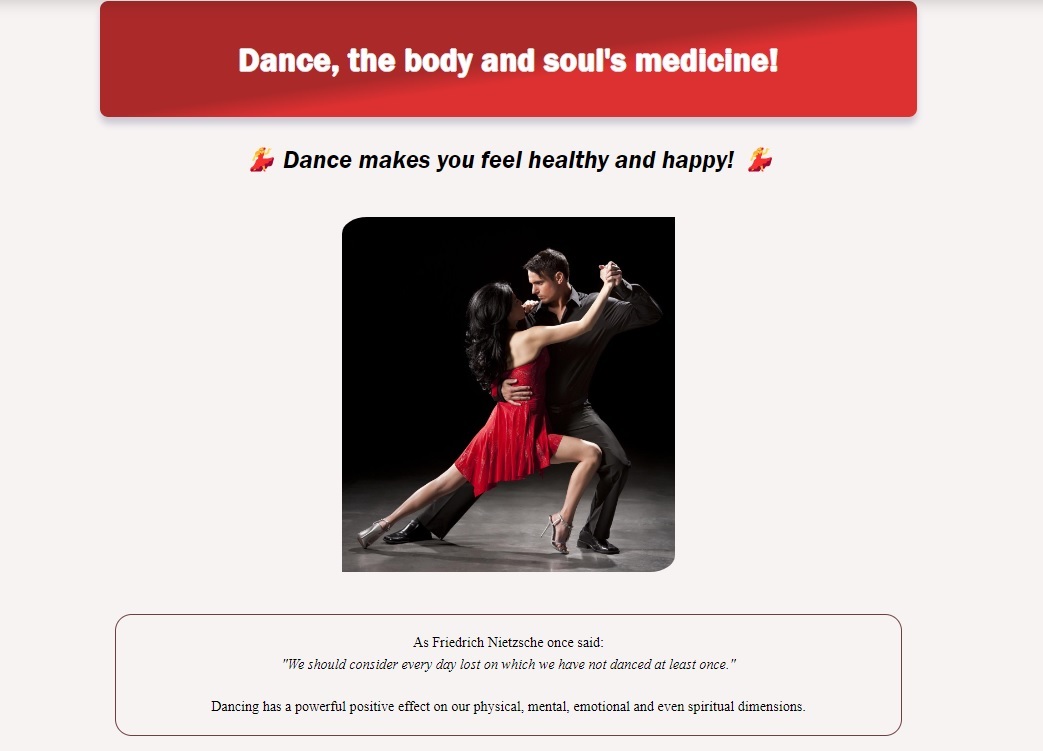 Dance, the body and soul's medicine!
💃 Dance makes you feel healthy and happy! 💃
As Friedrich Nietzsche once said:
"We should consider every day lost on which we have not danced at least once."
Dancing has a powerful positive effect on our physical, mental, emotional and even spiritual dimensions.